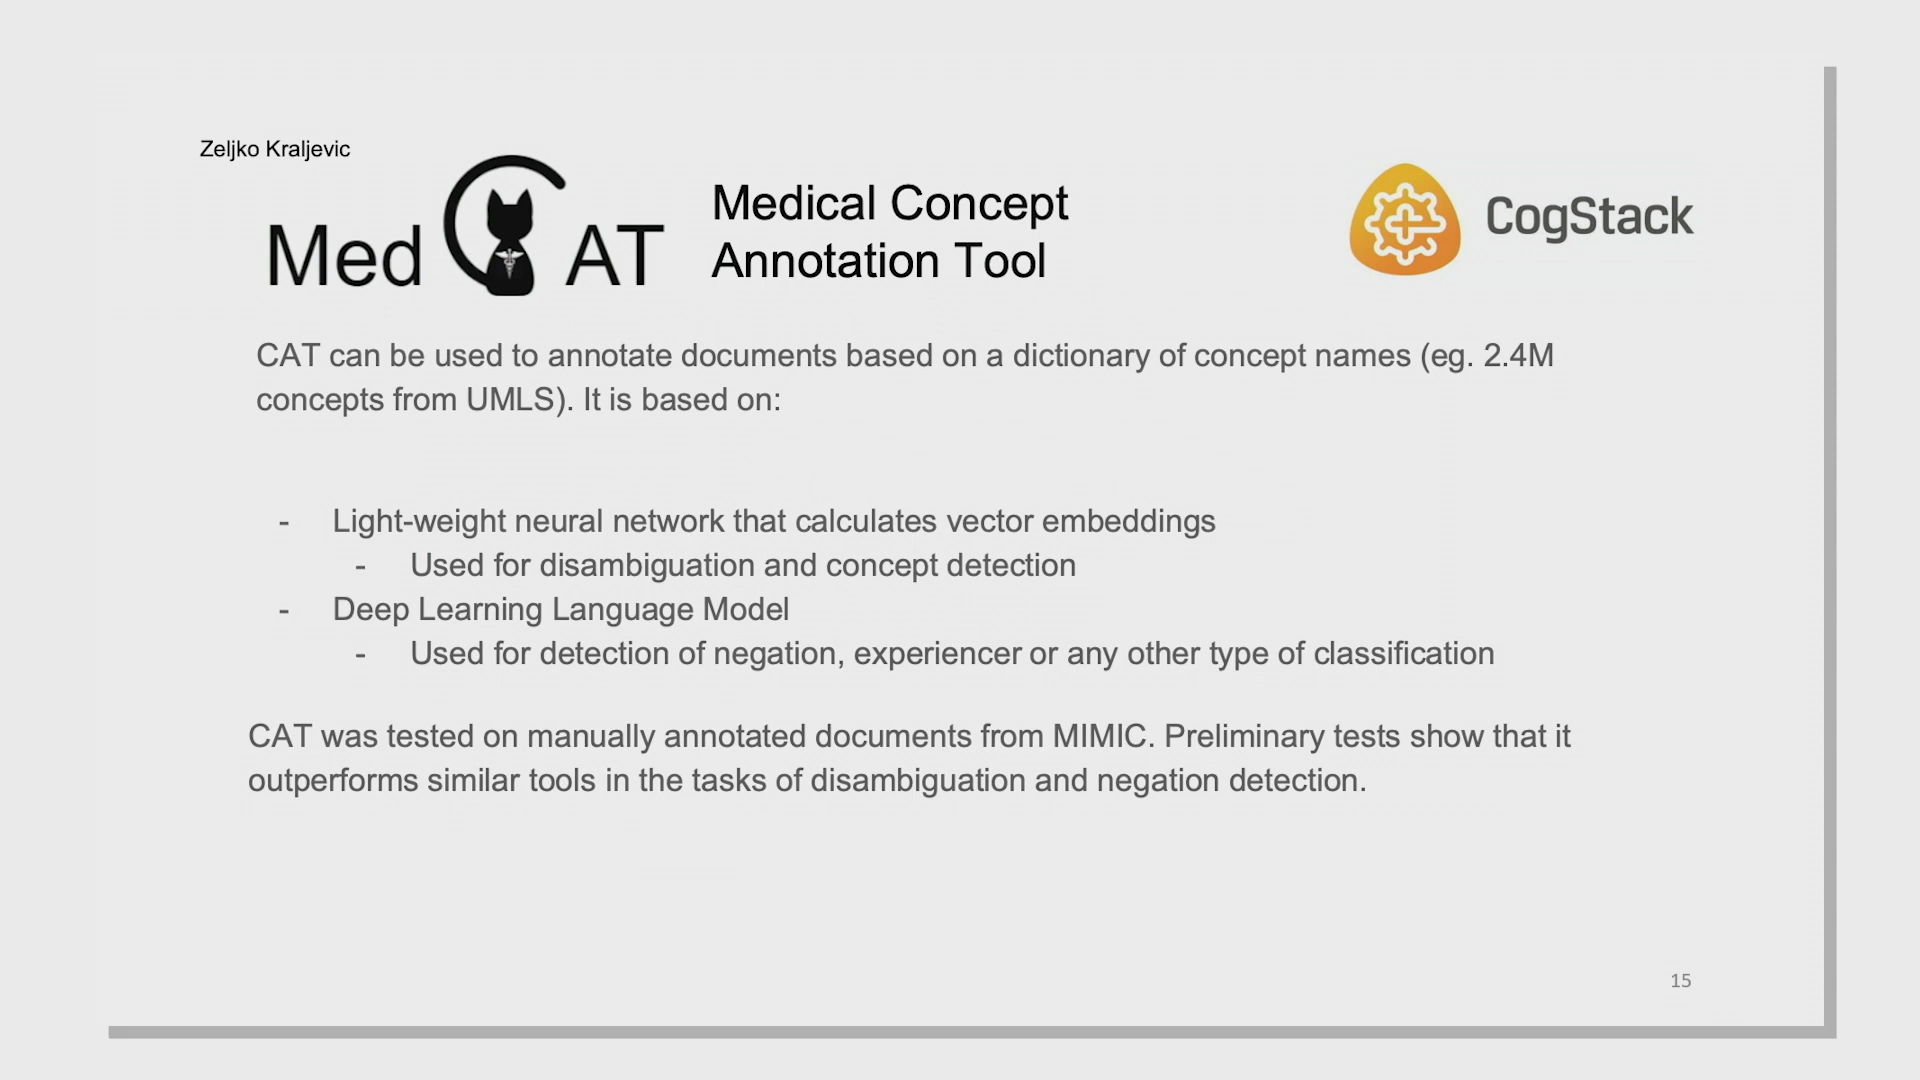 Zeljko Kraljevic
Med CAT
Medical Concept
Annotation Tool
CogStack
CAT can be used to annotate documents based on a dictionary of concept names (eg. 2.4M
concepts from UMLS). It is based on:
- Light-weight neural network that calculates vector embeddings
- Used for disambiguation and concept detection
- Deep Learning Language Model
- Used for detection of negation, experiencer or any other type of classification
CAT was tested on manually annotated documents from MIMIC. Preliminary tests show that it
outperforms similar tools in the tasks of disambiguation and negation detection.
15